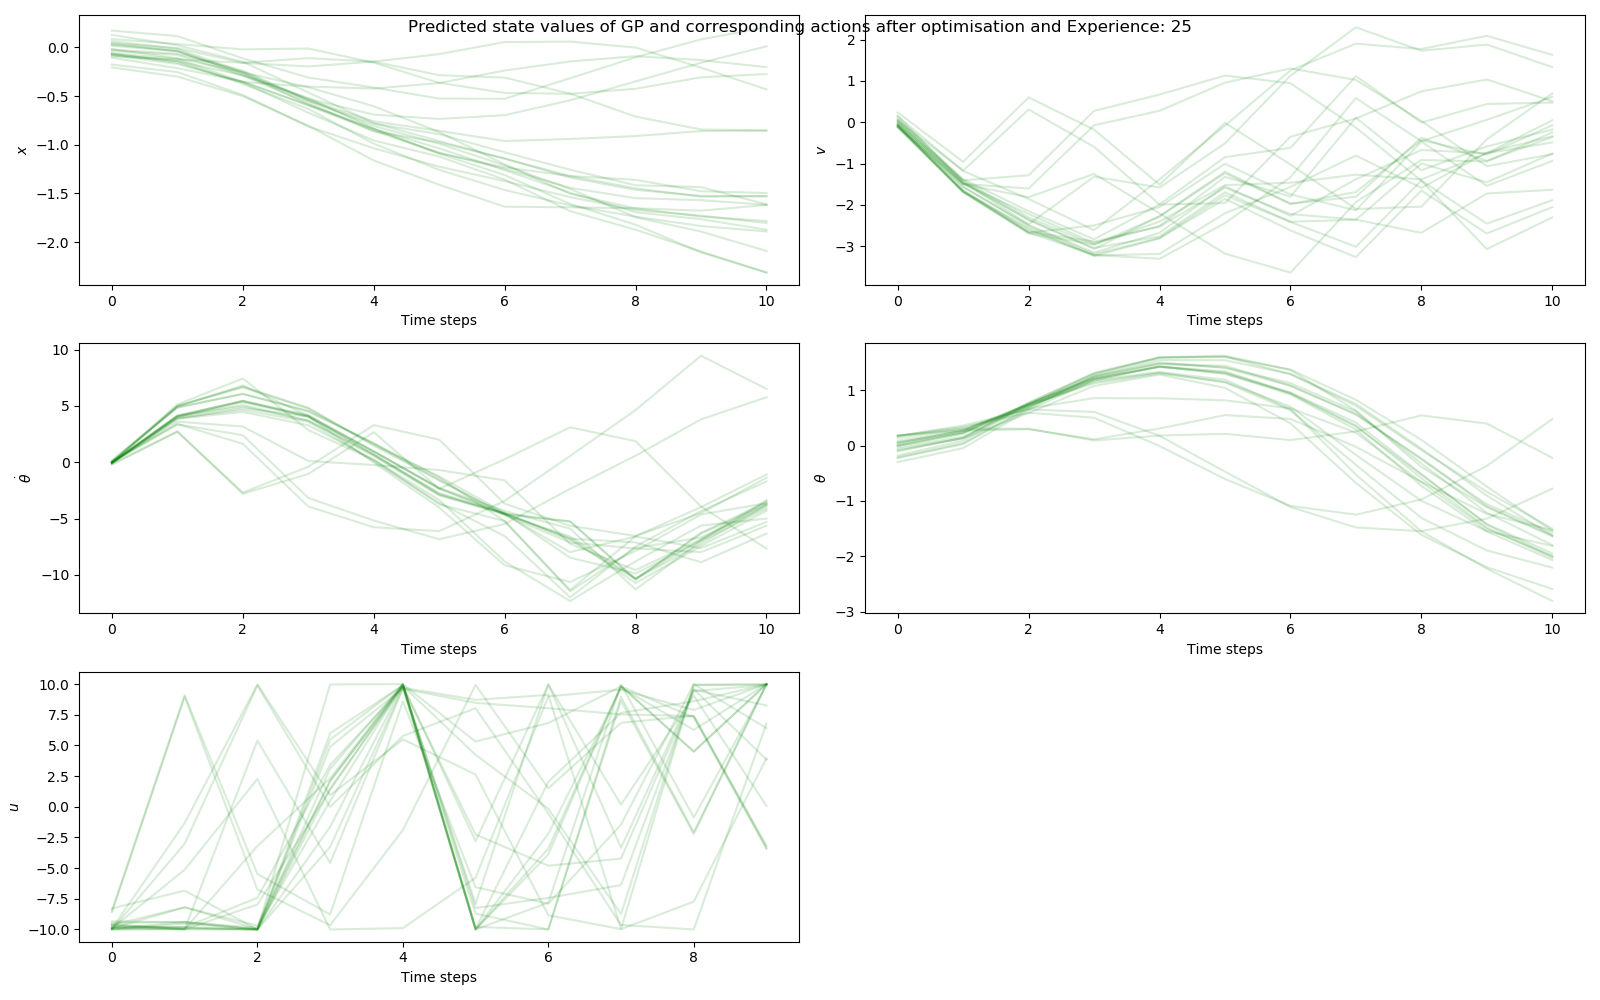 Predicted state values of GP and corresponding actions after optimisation and Experience: 25
0.0
−0.5
−1.0
−1.5
−2.0
x
0 2 4 6 8 10
Time steps
2
1
0
−1
−2
−3
v
0 2 4 6 8 10
Time steps
10
5
0
−5
−10
θ̇
0 2 4 6 8 10
Time steps
1
0
−1
−2
−3
θ
0 2 4 6 8 10
Time steps
10.0
7.5
5.0
2.5
0.0
−2.5
−5.0
−7.5
−10.0
u
0 2 4 6 8
Time steps